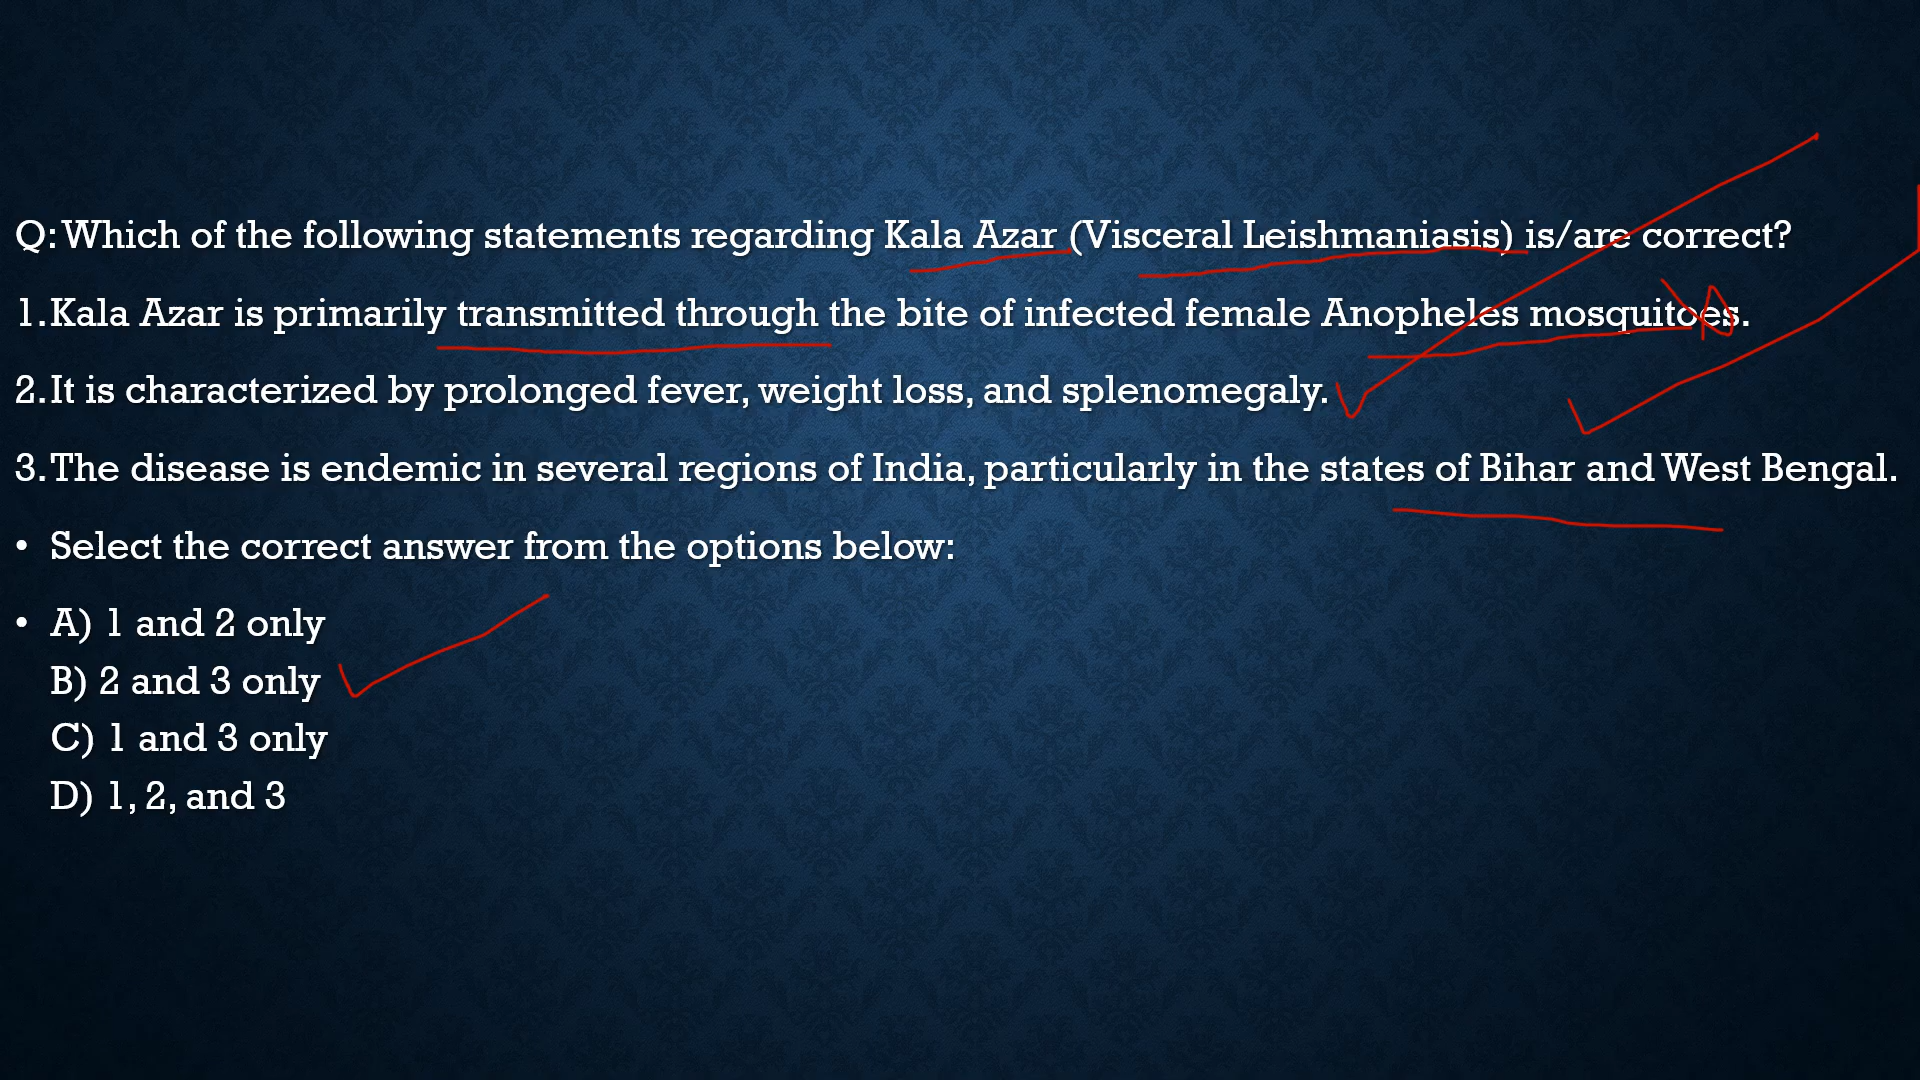 Q: Which of the following statements regarding Kala Azar (Visceral Leishmaniasis) is/are correct?
1. Kala Azar is primarily transmitted through the bite of infected female Anopheles mosquitoes.
2. It is characterized by prolonged fever, weight loss, and splenomegaly.
3. The disease is endemic in several regions of India, particularly in the states of Bihar and West Bengal.
• Select the correct answer from the options below:
• A) 1 and 2 only
B) 2 and 3 only
C) 1 and 3 only
D) 1, 2, and 3